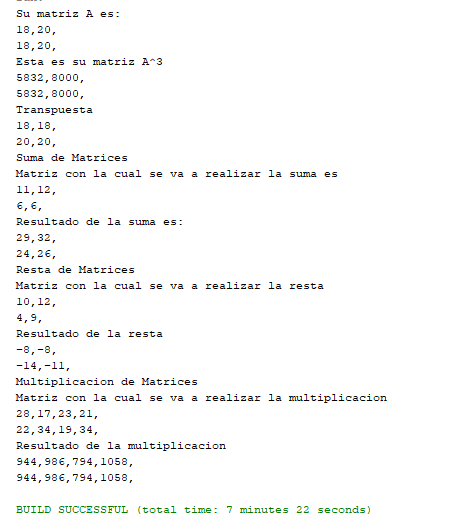 Su matriz A es:
18,20,
18,20,
Esta es su matriz A^3
5832,8000,
5832,8000,
Transpuesta
18,18,
20,20,
Suma de Matrices
Matriz con la cual se va a realizar la suma es
11,12,
6,6,
Resultado de la suma es:
29,32,
24,26,
Resta de Matrices
Matriz con la cual se va a realizar la resta
10,12,
4,9,
Resultado de la resta
-8,-8,
-14,-11,
Multiplicacion de Matrices
Matriz con la cual se va a realizar la multiplicacion
28,17,23,21,
22,34,19,34,
Resultado de la multiplicacion
944,986,794,1058,
944,986,794,1058,
BUILD SUCCESSFUL (total time: 7 minutes 22 seconds)